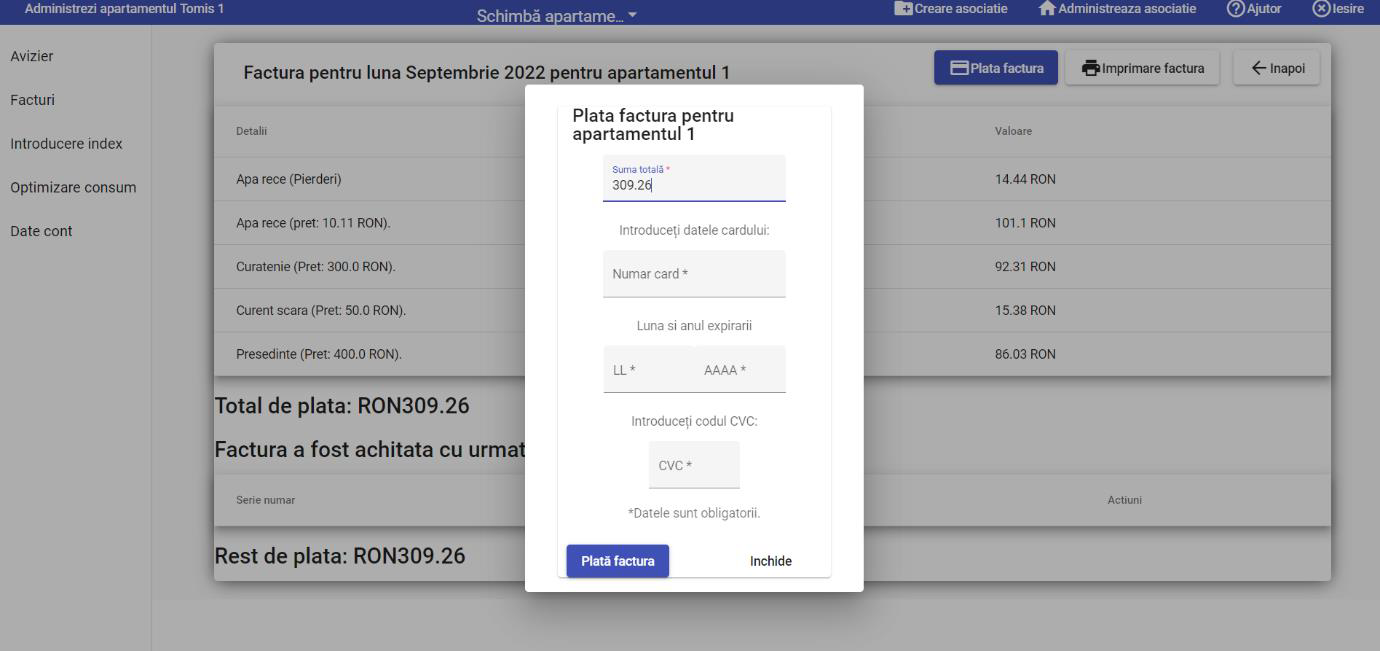 Administrezi apartamentul Tomis 1
Schimbă apartame...
Creare asociatie
Administreaza asociatie
Ajutor
Iesire
Avizier
Facturi
Introducere index
Optimizare consum
Date cont
Factura pentru luna Septembrie 2022 pentru apartamentul 1
Plata factura
Imprimare factura
Inapoi
Detalii
Valoare
Apa rece (Pierderi)
14.44 RON
Apa rece (pret: 10.11 RON).
101.1 RON
Curatenie (Pret: 300.0 RON).
92.31 RON
Curent scara (Pret: 50.0 RON).
15.38 RON
Presedinte (Pret: 400.0 RON).
86.03 RON
Total de plata: RON309.26
Factura a fost achitata cu urmat
Serie numar
Actiuni
Rest de plata: RON309.26
Plata factura pentru
apartamentul 1
Suma totală *
309.26
Introduceți datele cardului:
Numar card *
Luna si anul expirarii
LL *
AAAA *
Introduceți codul CVC:
CVC *
*Datele sunt obligatorii.
Plată factura
Inchide